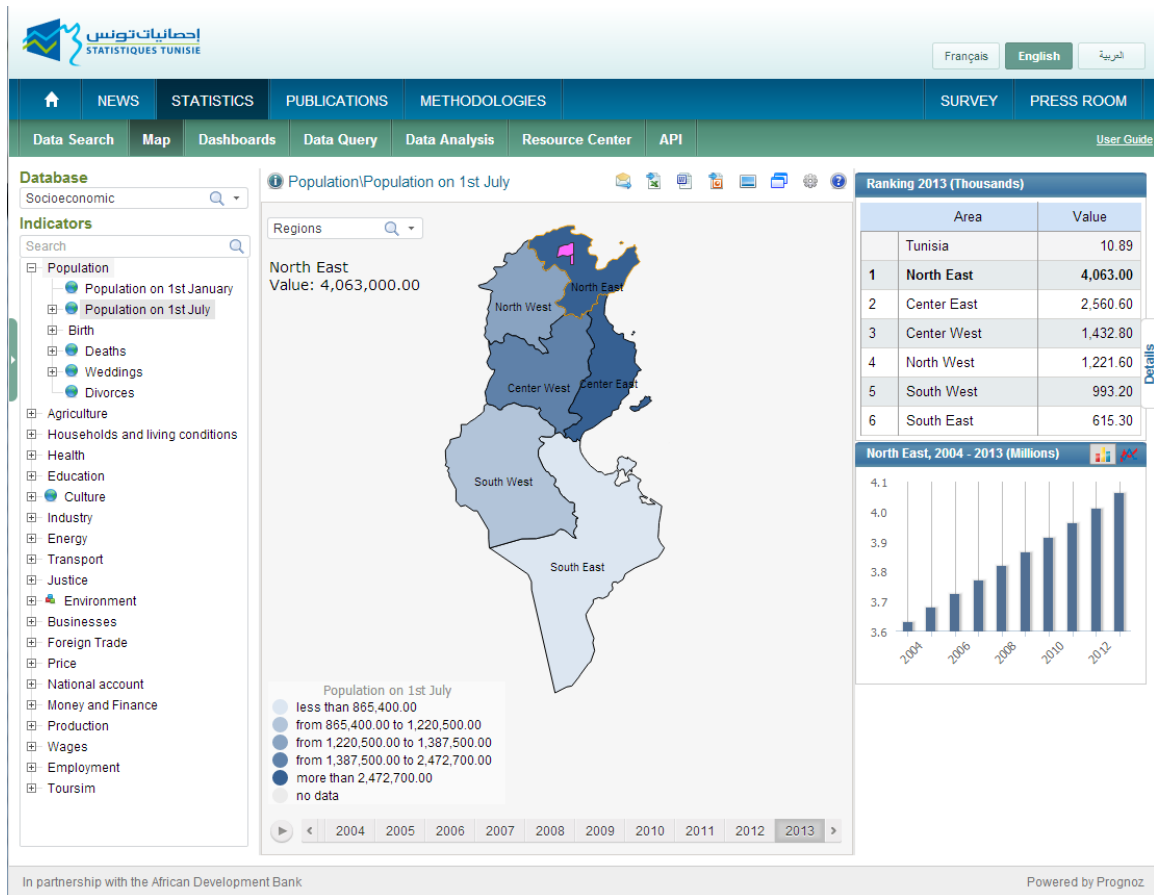 إحصائيات تونس
STATISTIQUES TUNISIE
Français English العربية
NEWS STATISTICS PUBLICATIONS METHODOLOGIES SURVEY PRESS ROOM
Data Search Map Dashboards Data Query Data Analysis Resource Center API User Guide
Database
Socioeconomic
Indicators
Search
Population
Population on 1st January
Population on 1st July
Birth
Deaths
Weddings
Divorces
Agriculture
Households and living conditions
Health
Education
Culture
Industry
Energy
Transport
Justice
Environment
Businesses
Foreign Trade
Price
National account
Money and Finance
Production
Wages
Employment
Toursim
Population\Population on 1st July
Regions
North East
Value: 4,063,000.00
North East
North West
Center West
Center East
South West
South East
Population on 1st July
less than 865,400.00
from 865,400.00 to 1,220,500.00
from 1,220,500.00 to 1,387,500.00
from 1,387,500.00 to 2,472,700.00
more than 2,472,700.00
no data
2004 2005 2006 2007 2008 2009 2010 2011 2012 2013
Ranking 2013 (Thousands)
Area Value
Tunisia 10.89
1 North East 4,063.00
2 Center East 2,560.60
3 Center West 1,432.80
4 North West 1,221.60
5 South West 993.20
6 South East 615.30
Details
North East, 2004 - 2013 (Millions)
4.1
4.0
3.9
3.8
3.7
3.6
2004 2006 2008 2010 2012
In partnership with the African Development Bank
Powered by Prognoz